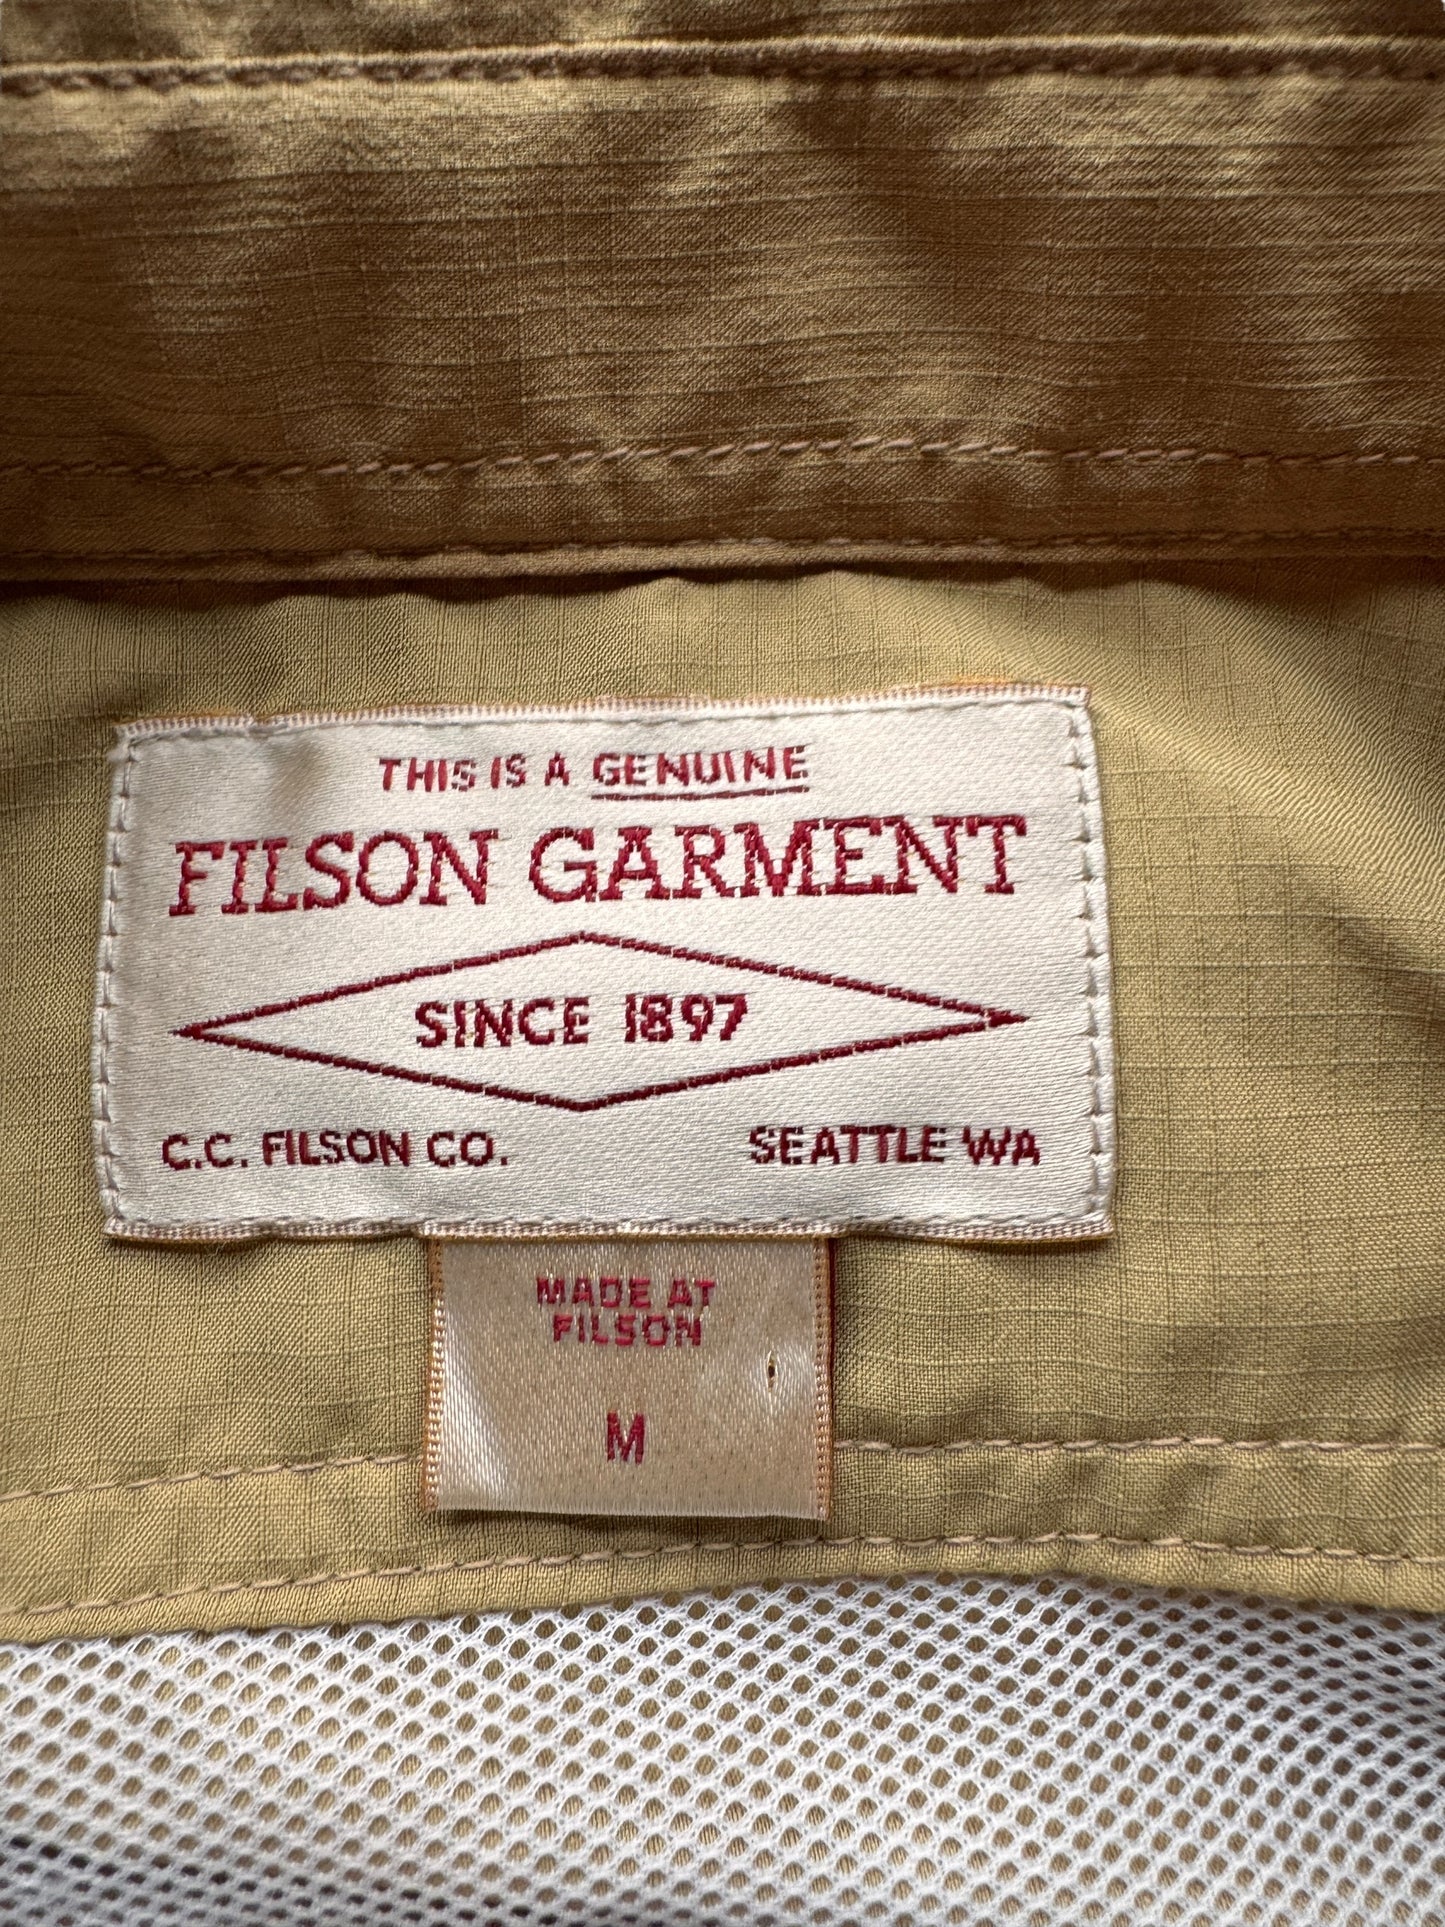 THIS IS A GENUINE
FILSON GARMENT
SINCE 1897
C.C. FILSON CO. SEATTLE WA
MADE AT
FILSON
M